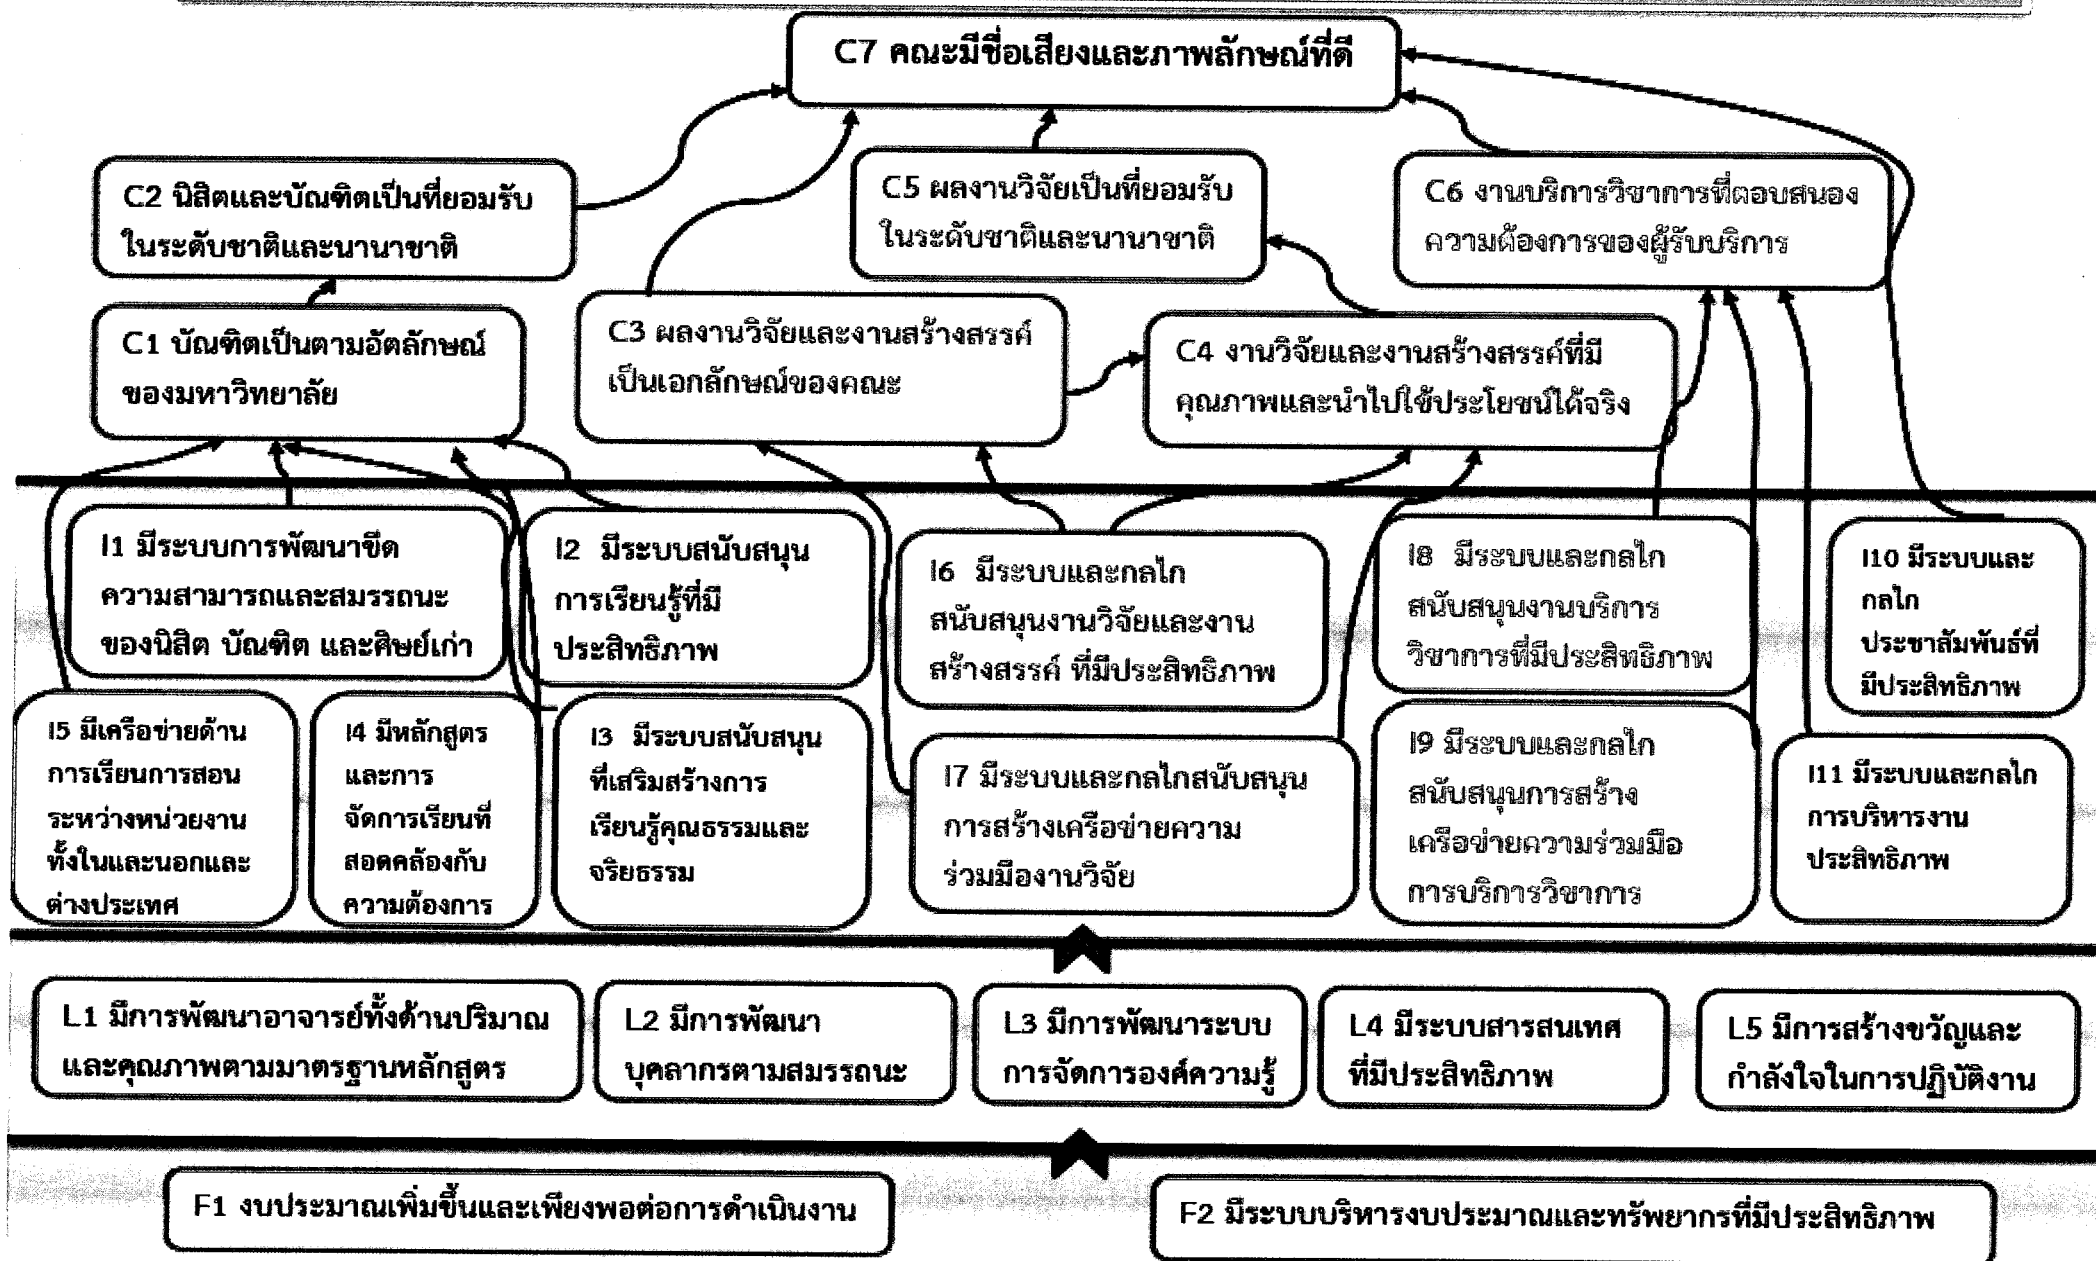 C7 คณะมีชื่อเสียงและภาพลักษณ์ที่ดี
C2 นิสิตและบัณฑิตเป็นที่ยอมรับ
ในระดับชาติและนานาชาติ
C5 ผลงานวิจัยเป็นที่ยอมรับ
ในระดับชาติและนานาชาติ
C6 งานบริการวิชาการที่ตอบสนอง
ความต้องการของผู้รับบริการ
C1 บัณฑิตเป็นตามอัตลักษณ์
ของมหาวิทยาลัย
C3 ผลงานวิจัยและงานสร้างสรรค์
เป็นเอกลักษณ์ของคณะ
C4 งานวิจัยและงานสร้างสรรค์ที่มี
คุณภาพและนำไปใช้ประโยชน์ได้จริง
I1 มีระบบการพัฒนาขีด
ความสามารถและสมรรถนะ
ของนิสิต บัณฑิต และศิษย์เก่า
I2 มีระบบสนับสนุน
การเรียนรู้ที่มี
ประสิทธิภาพ
I6 มีระบบและกลไก
สนับสนุนงานวิจัยและงาน
สร้างสรรค์ ที่มีประสิทธิภาพ
I8 มีระบบและกลไก
สนับสนุนงานบริการ
วิชาการที่มีประสิทธิภาพ
I10 มีระบบและ
กลไก
ประชาสัมพันธ์ที่
มีประสิทธิภาพ
I5 มีเครือข่ายด้าน
การเรียนการสอน
ระหว่างหน่วยงาน
ทั้งในและนอกและ
ต่างประเทศ
I4 มีหลักสูตร
และการ
จัดการเรียนที่
สอดคล้องกับ
ความต้องการ
I3 มีระบบสนับสนุน
ที่เสริมสร้างการ
เรียนรู้คุณธรรมและ
จริยธรรม
I7 มีระบบและกลไกสนับสนุน
การสร้างเครือข่ายความ
ร่วมมืองานวิจัย
I9 มีระบบและกลไก
สนับสนุนการสร้าง
เครือข่ายความร่วมมือ
การบริการวิชาการ
I11 มีระบบและกลไก
การบริหารงาน
ประสิทธิภาพ
L1 มีการพัฒนาอาจารย์ทั้งด้านปริมาณ
และคุณภาพตามมาตรฐานหลักสูตร
L2 มีการพัฒนา
บุคลากรตามสมรรถนะ
L3 มีการพัฒนาระบบ
การจัดการองค์ความรู้
L4 มีระบบสารสนเทศ
ที่มีประสิทธิภาพ
L5 มีการสร้างขวัญและ
กำลังใจในการปฏิบัติงาน
F1 งบประมาณเพิ่มขึ้นและเพียงพอต่อการดำเนินงาน
F2 มีระบบบริหารงบประมาณและทรัพยากรที่มีประสิทธิภาพ